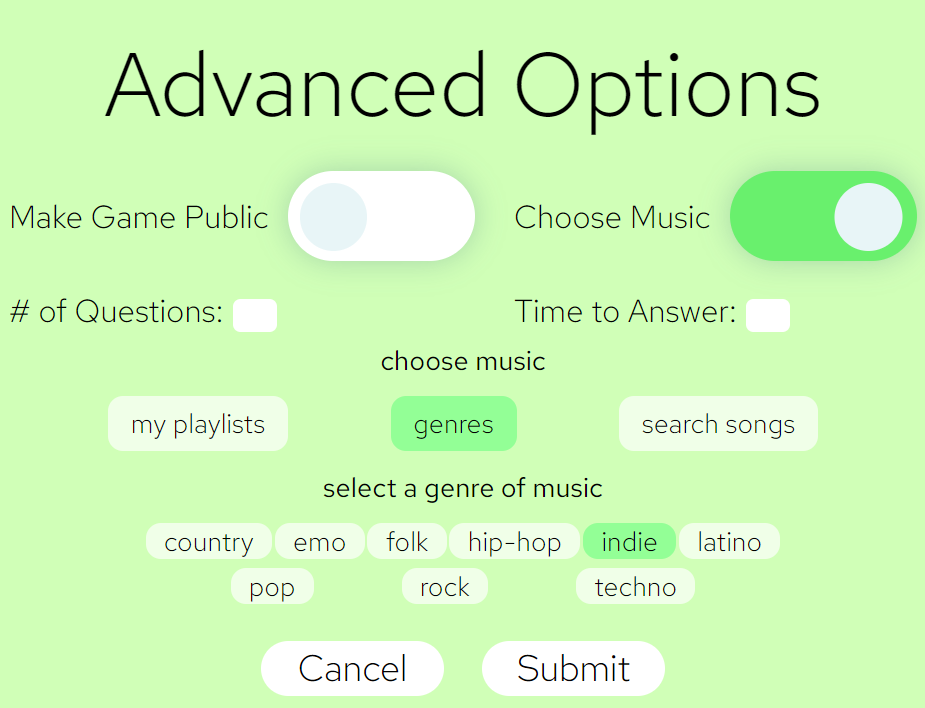 Advanced Options
Make Game Public Choose Music
# of Questions: Time to Answer:
choose music
my playlists genres search songs
select a genre of music
country emo folk hip-hop indie latino
pop rock techno
Cancel Submit